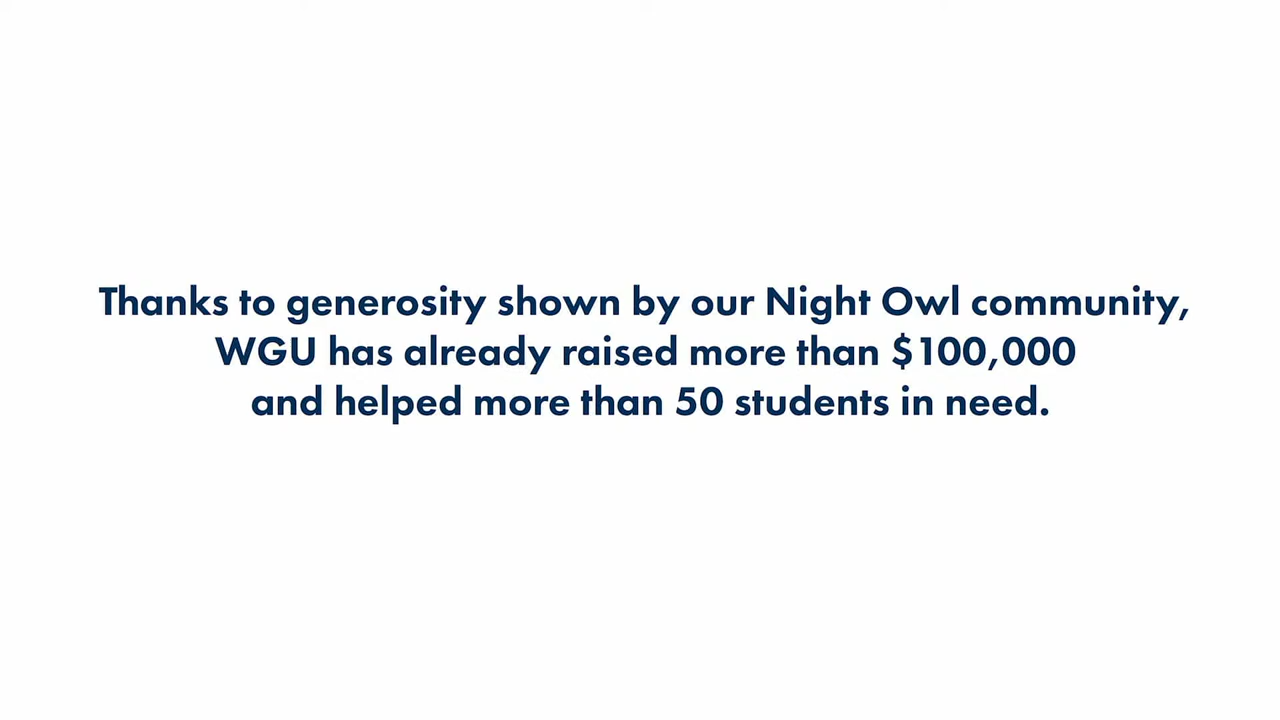 Thanks to generosity shown by our Night Owl community,
WGU has already raised more than $100,000
and helped more than 50 students in need.